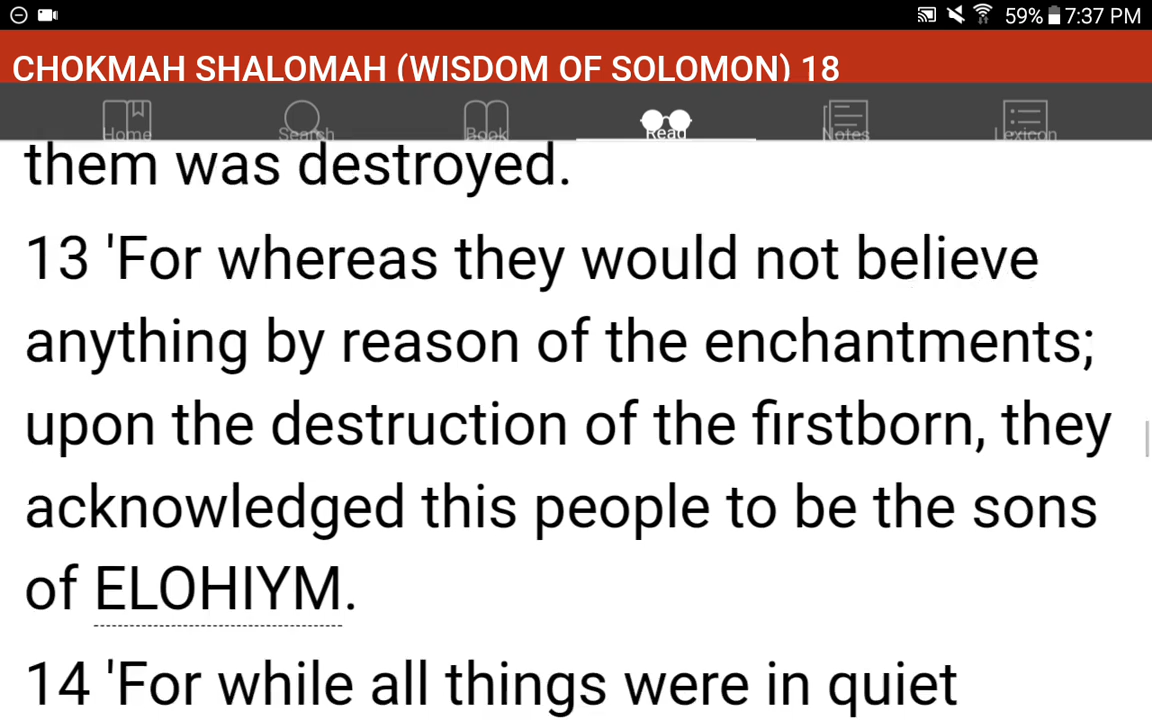 59% 7:37 PM
CHOKMAH SHALOMAH (WISDOM OF SOLOMON) 18
Home Search Book Read Notes Lexicon
them was destroyed.
13 'For whereas they would not believe
anything by reason of the enchantments;
upon the destruction of the firstborn, they
acknowledged this people to be the sons
of ELOHIYM.
14 'For while all things were in quiet